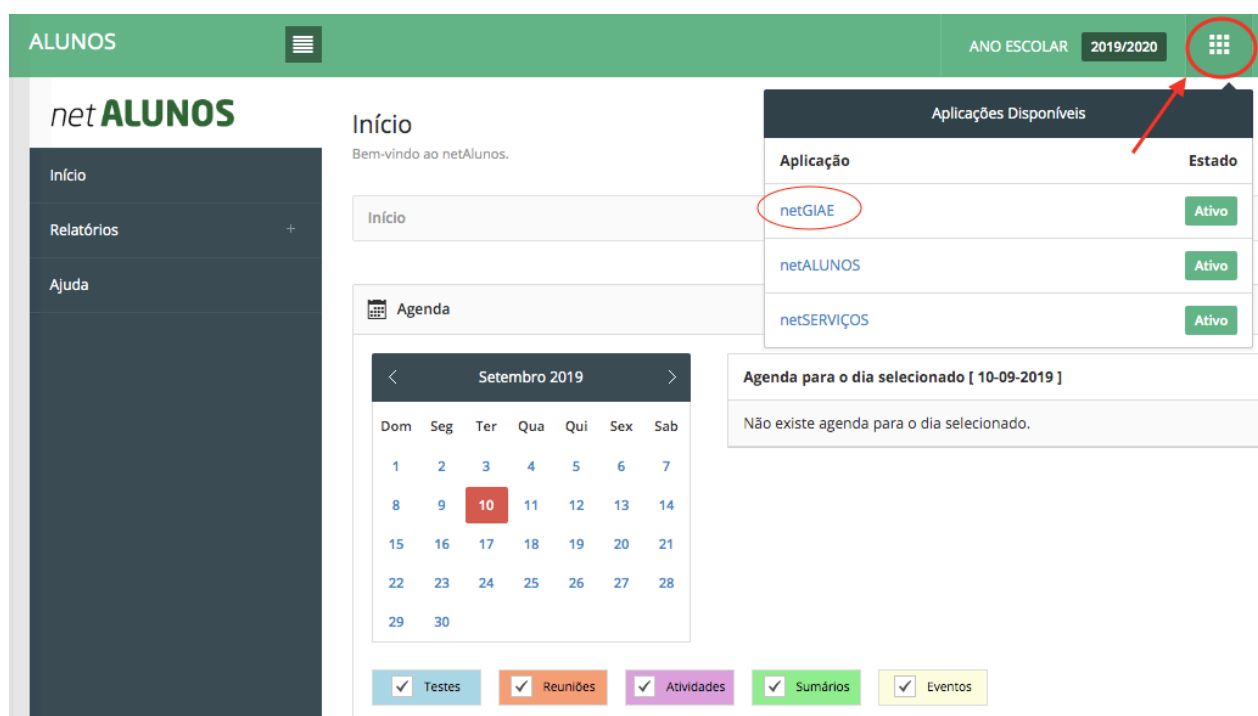 ALUNOS
ANO ESCOLAR 2019/2020
net ALUNOS
Início
Relatórios +
Ajuda
Início
Bem-vindo ao netAlunos.
Início
Aplicações Disponíveis
Aplicação Estado
netGIAE Ativo
netALUNOS Ativo
netSERVIÇOS Ativo
Agenda
Setembro 2019
Dom Seg Ter Qua Qui Sex Sab
1 2 3 4 5 6 7
8 9 10 11 12 13 14
15 16 17 18 19 20 21
22 23 24 25 26 27 28
29 30
Agenda para o dia selecionado [ 10-09-2019 ]
Não existe agenda para o dia selecionado.
Testes Reuniões Atividades Sumários Eventos